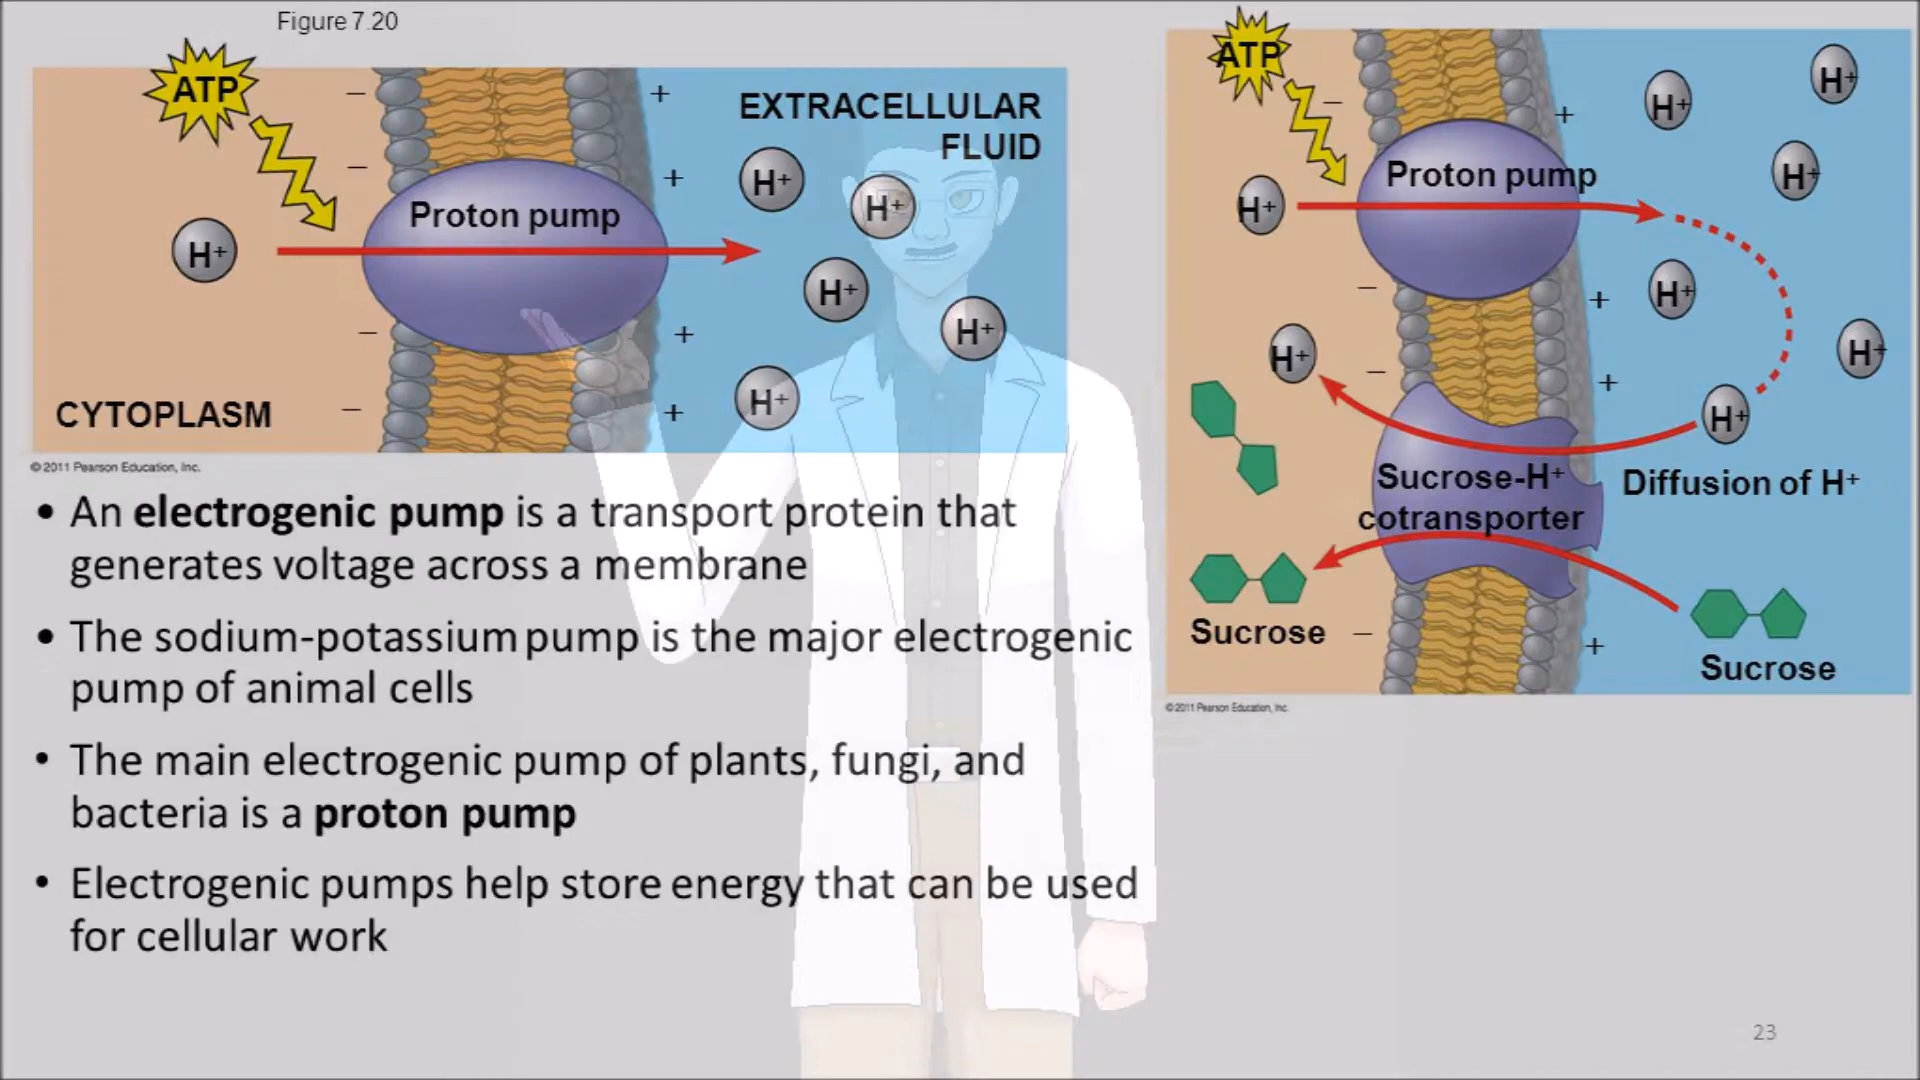 Figure 7.20
ATP
EXTRACELLULAR
FLUID
Proton pump
H+
H+
H+
H+
H+
H+
CYTOPLASM
© 2011 Pearson Education, Inc.
− − − −
+ + + +
• An electrogenic pump is a transport protein that
generates voltage across a membrane
• The sodium-potassium pump is the major electrogenic
pump of animal cells
• The main electrogenic pump of plants, fungi, and
bacteria is a proton pump
• Electrogenic pumps help store energy that can be used
for cellular work
ATP
Proton pump
H+
H+
H+
H+
H+
H+
H+
H+
− − − −
+ + + +
Sucrose-H+
cotransporter
Diffusion of H+
Sucrose
Sucrose
© 2011 Pearson Education, Inc.
23